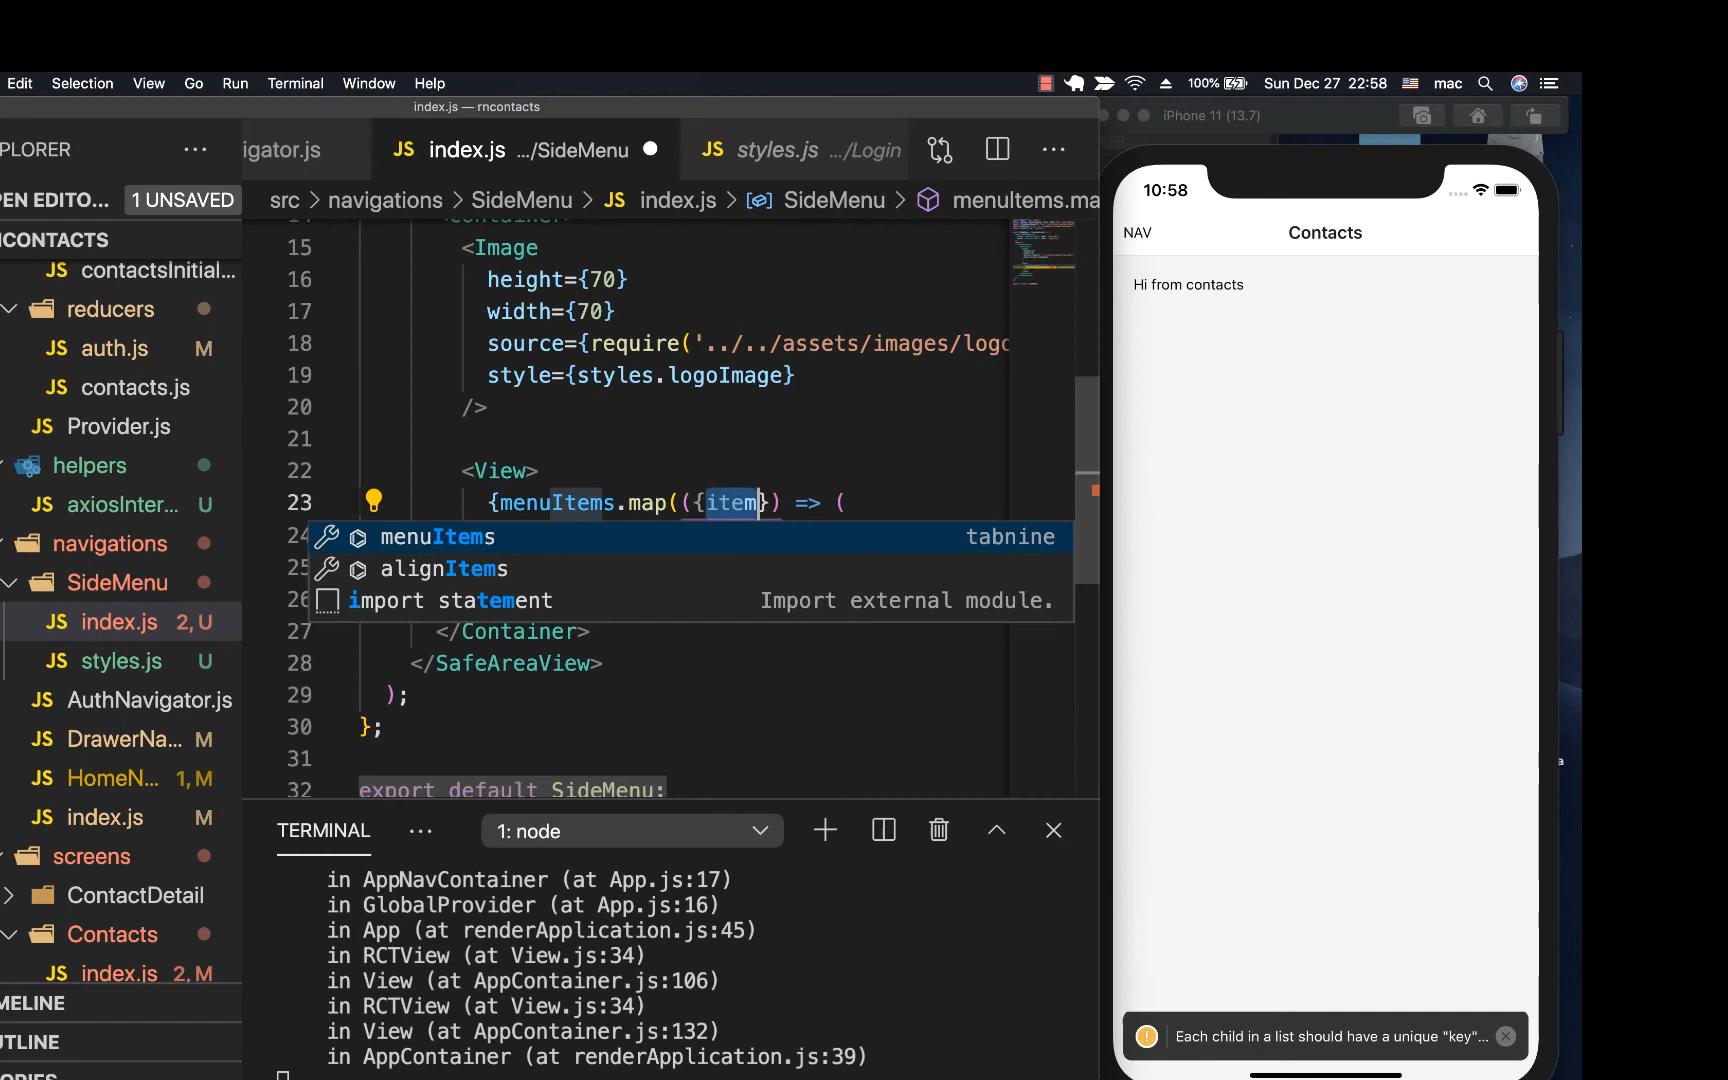 Edit Selection View Go Run Terminal Window Help 100% Sun Dec 27 22:58 mac
index.js — rncontacts
iPhone 11 (13.7)
PLORER ...
igator.js JS index.js .../SideMenu JS styles.js .../Login ...
PEN EDITO... 1 UNSAVED
src > navigations > SideMenu > JS index.js > SideMenu > menuItems.ma
NCONTACTS
JS contactsInitial...
reducers
JS auth.js M
JS contacts.js
JS Provider.js
helpers
JS axiosInter... U
navigations
SideMenu
JS index.js 2, U
JS styles.js U
JS AuthNavigator.js
JS DrawerNa... M
JS HomeN... 1, M
JS index.js M
screens
ContactDetail
Contacts
JS index.js 2, M
MELINE
UTLINE
<Container>
15 <Image
16 height={70}
17 width={70}
18 source={require('../../assets/images/logo
19 style={styles.logoImage}
20 />
21
22 <View>
23 {menuItems.map(({item}) => (
24 menuItems tabnine
25 alignItems
26 import statement Import external module.
27 </Container>
28 </SafeAreaView>
29 );
30 };
31
32 export default SideMenu;
TERMINAL ... 1: node
in AppNavContainer (at App.js:17)
in GlobalProvider (at App.js:16)
in App (at renderApplication.js:45)
in RCTView (at View.js:34)
in View (at AppContainer.js:106)
in RCTView (at View.js:34)
in View (at AppContainer.js:132)
in AppContainer (at renderApplication.js:39)
10:58
NAV Contacts
Hi from contacts
Each child in a list should have a unique "key"...